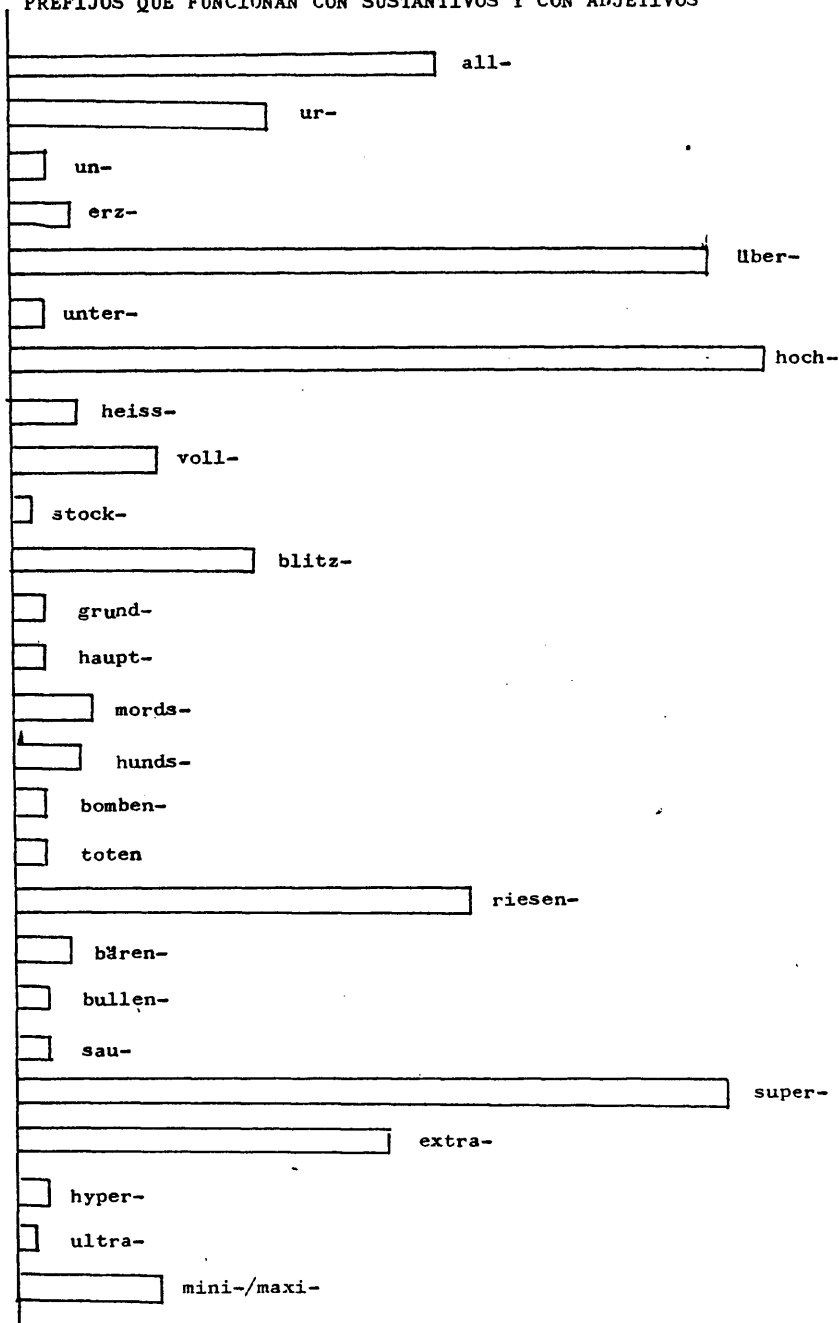 PREFIJOS QUE FUNCIONAN CON SUSTANTIVOS Y CON ADJETIVOS
all-
ur-
un-
erz-
über-
unter-
hoch-
heiss-
voll-
stock-
blitz-
grund-
haupt-
mords-
hunds-
bomben-
toten
riesen-
bären-
bullen-
sau-
super-
extra-
hyper-
ultra-
mini-/maxi-